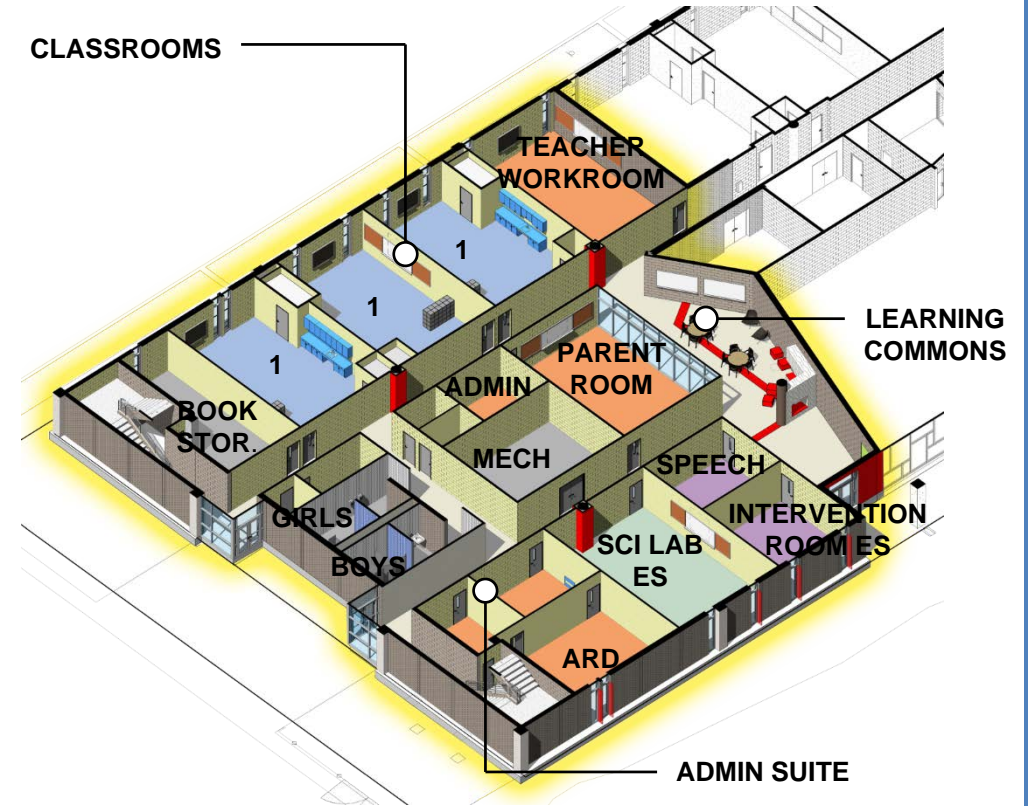 CLASSROOMS
TEACHER
WORKROOM
1
1
1
LEARNING
COMMONS
PARENT
ROOM
ADMIN
BOOK
STOR.
MECH
SPEECH
GIRLS
INTERVENTION
ROOM ES
SCI LAB
ES
BOYS
ARD
ADMIN SUITE